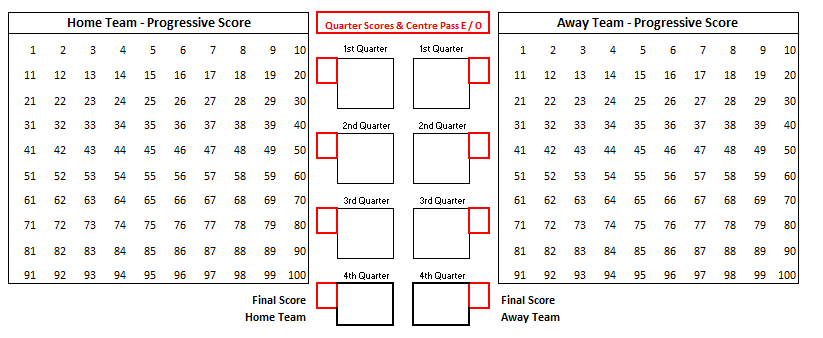 Home Team - Progressive Score
1 2 3 4 5 6 7 8 9 10
11 12 13 14 15 16 17 18 19 20
21 22 23 24 25 26 27 28 29 30
31 32 33 34 35 36 37 38 39 40
41 42 43 44 45 46 47 48 49 50
51 52 53 54 55 56 57 58 59 60
61 62 63 64 65 66 67 68 69 70
71 72 73 74 75 76 77 78 79 80
81 82 83 84 85 86 87 88 89 90
91 92 93 94 95 96 97 98 99 100
Final Score
Home Team
Quarter Scores & Centre Pass E / O
1st Quarter 1st Quarter
2nd Quarter 2nd Quarter
3rd Quarter 3rd Quarter
4th Quarter 4th Quarter
Away Team - Progressive Score
1 2 3 4 5 6 7 8 9 10
11 12 13 14 15 16 17 18 19 20
21 22 23 24 25 26 27 28 29 30
31 32 33 34 35 36 37 38 39 40
41 42 43 44 45 46 47 48 49 50
51 52 53 54 55 56 57 58 59 60
61 62 63 64 65 66 67 68 69 70
71 72 73 74 75 76 77 78 79 80
81 82 83 84 85 86 87 88 89 90
91 92 93 94 95 96 97 98 99 100
Final Score
Away Team